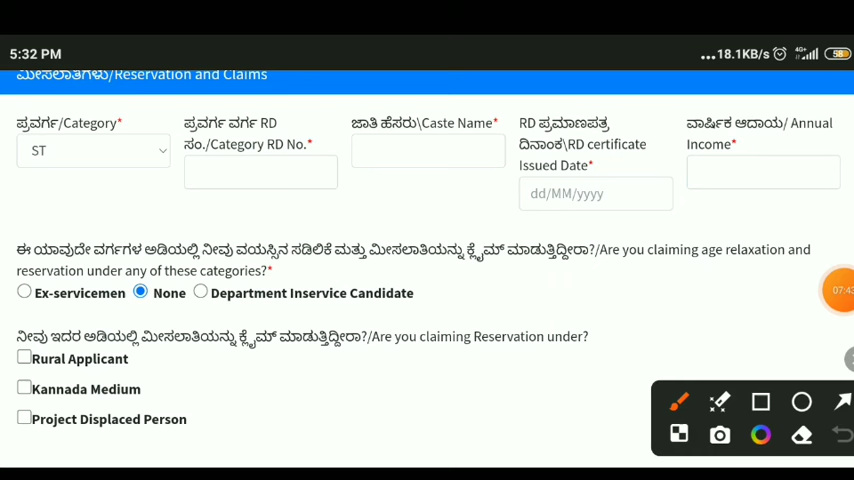 5:32 PM
...18.1KB/s 4G+ 58
ಮೀಸಲಾತಿಗಳು/Reservation and Claims
ಪ್ರವರ್ಗ/Category*
ಪ್ರವರ್ಗ ವರ್ಗ RD
ಸಂ./Category RD No.*
ಜಾತಿ ಹೆಸರು\Caste Name*
RD ಪ್ರಮಾಣಪತ್ರ
ದಿನಾಂಕ\RD certificate
Issued Date*
ವಾರ್ಷಿಕ ಆದಾಯ/ Annual
Income*
ST
dd/MM/yyyy
ಈ ಯಾವುದೇ ವರ್ಗಗಳ ಅಡಿಯಲ್ಲಿ ನೀವು ವಯಸ್ಸಿನ ಸಡಿಲಿಕೆ ಮತ್ತು ಮೀಸಲಾತಿಯನ್ನು ಕ್ಲೈಮ್ ಮಾಡುತ್ತಿದ್ದೀರಾ?/Are you claiming age relaxation and
reservation under any of these categories?*
Ex-servicemen None Department Inservice Candidate
07:43
ನೀವು ಇದರ ಅಡಿಯಲ್ಲಿ ಮೀಸಲಾತಿಯನ್ನು ಕ್ಲೈಮ್ ಮಾಡುತ್ತಿದ್ದೀರಾ?/Are you claiming Reservation under?
Rural Applicant
Kannada Medium
Project Displaced Person